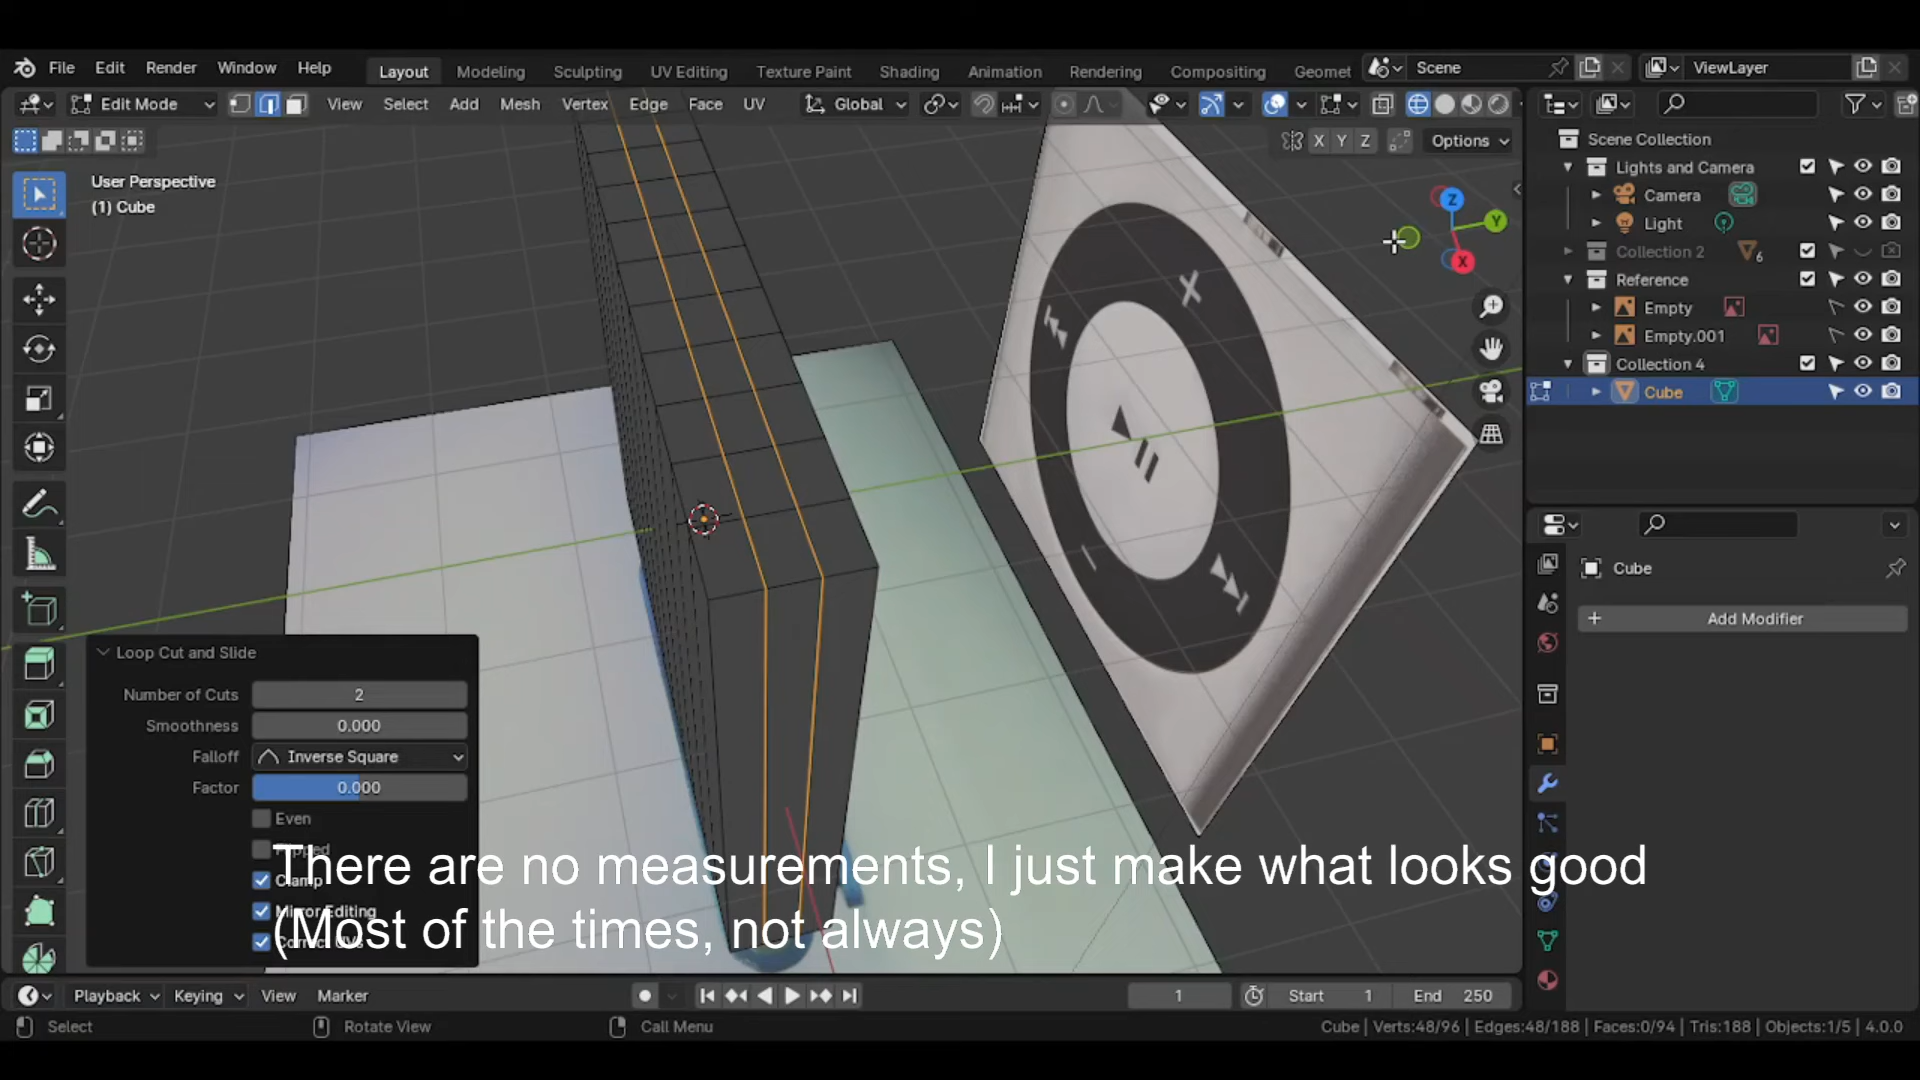 File Edit Render Window Help Layout Modeling Sculpting UV Editing Texture Paint Shading Animation Rendering Compositing Geomet Scene ViewLayer
Edit Mode View Select Add Mesh Vertex Edge Face UV Global
X Y Z Options
User Perspective
(1) Cube
Z
Y
X
Scene Collection
Lights and Camera
Camera
Light
Collection 2 6
Reference
Empty
Empty.001
Collection 4
Cube
Cube
+ Add Modifier
Loop Cut and Slide
Number of Cuts 2
Smoothness 0.000
Falloff Inverse Square
Factor 0.000
Even
Clamp
Mirror Editing
There are no measurements, I just make what looks good
(Most of the times, not always)
Playback Keying View Marker 1 Start 1 End 250
Select Rotate View Call Menu Cube | Verts:48/96 | Edges:48/188 | Faces:0/94 | Tris:188 | Objects:1/5 | 4.0.0